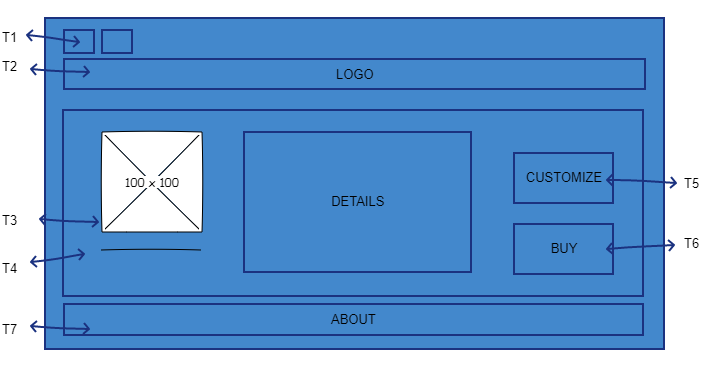 T1
T2
LOGO
100 x 100
CUSTOMIZE
T5
DETAILS
T3
BUY
T6
T4
ABOUT
T7